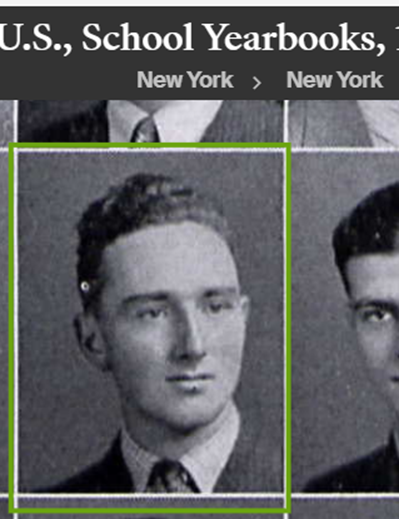 U.S., School Yearbooks, 1
New York > New York